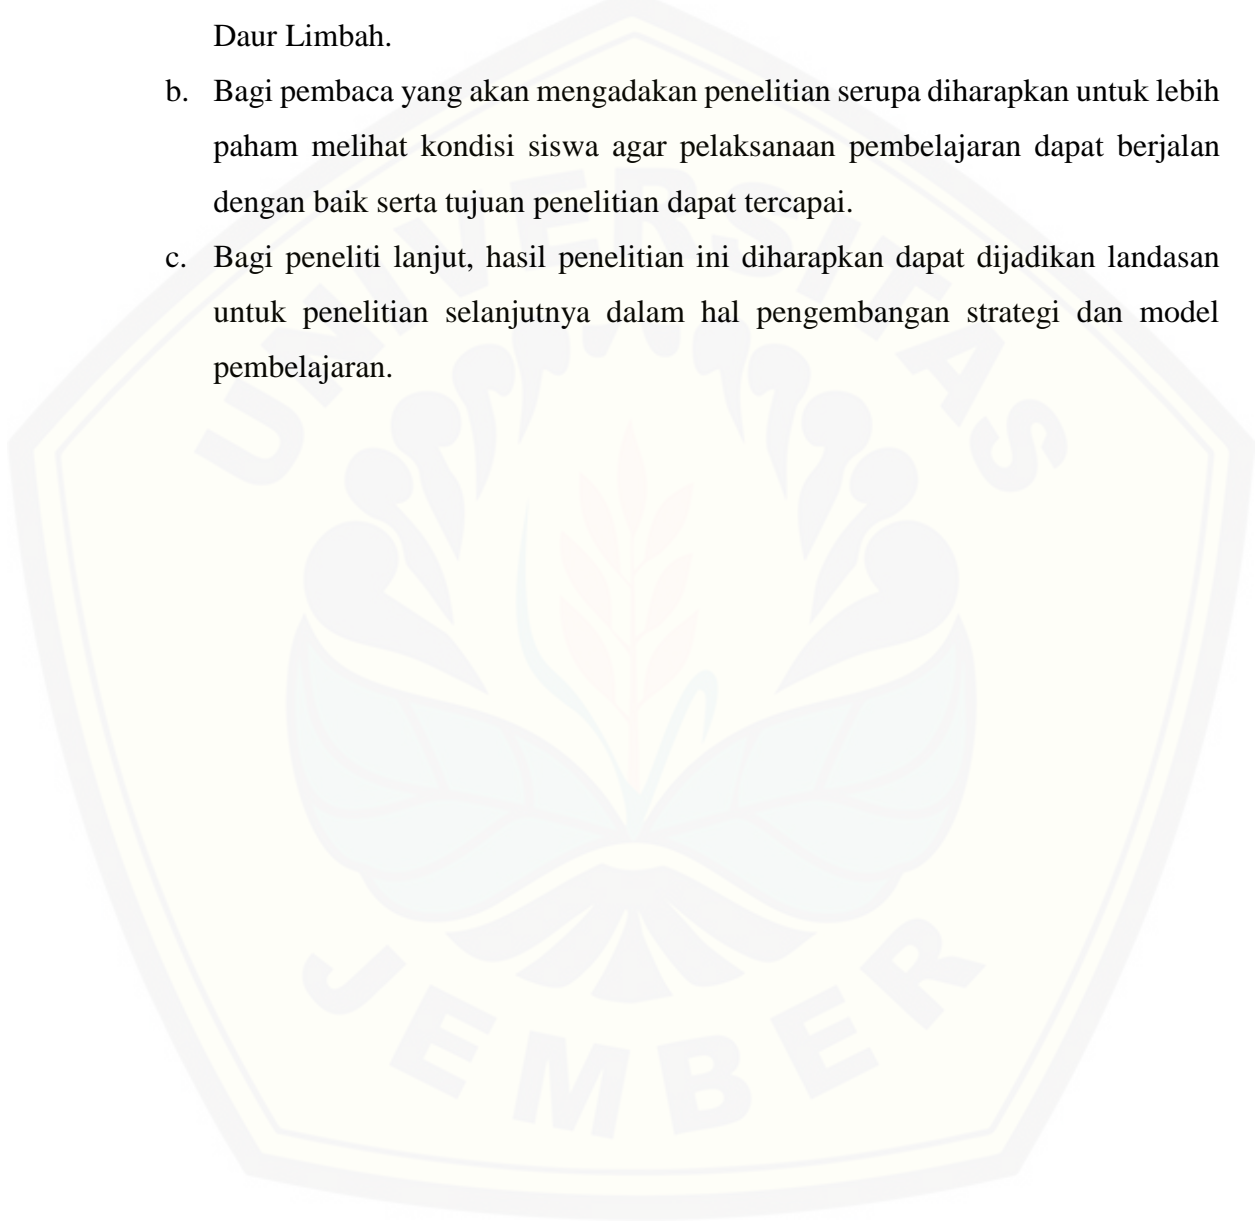 Daur Limbah.
b. Bagi pembaca yang akan mengadakan penelitian serupa diharapkan untuk lebih
paham melihat kondisi siswa agar pelaksanaan pembelajaran dapat berjalan
dengan baik serta tujuan penelitian dapat tercapai.
c. Bagi peneliti lanjut, hasil penelitian ini diharapkan dapat dijadikan landasan
untuk penelitian selanjutnya dalam hal pengembangan strategi dan model
pembelajaran.
UNIVERSITAS
JEMBER